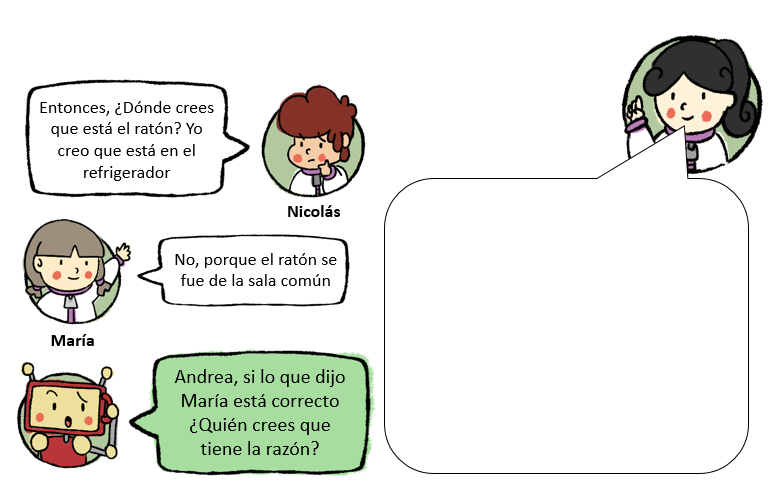 Entonces, ¿Dónde crees
que está el ratón? Yo
creo que está en el
refrigerador
Nicolás
No, porque el ratón se
fue de la sala común
María
Andrea, si lo que dijo
María está correcto
¿Quién crees que
tiene la razón?